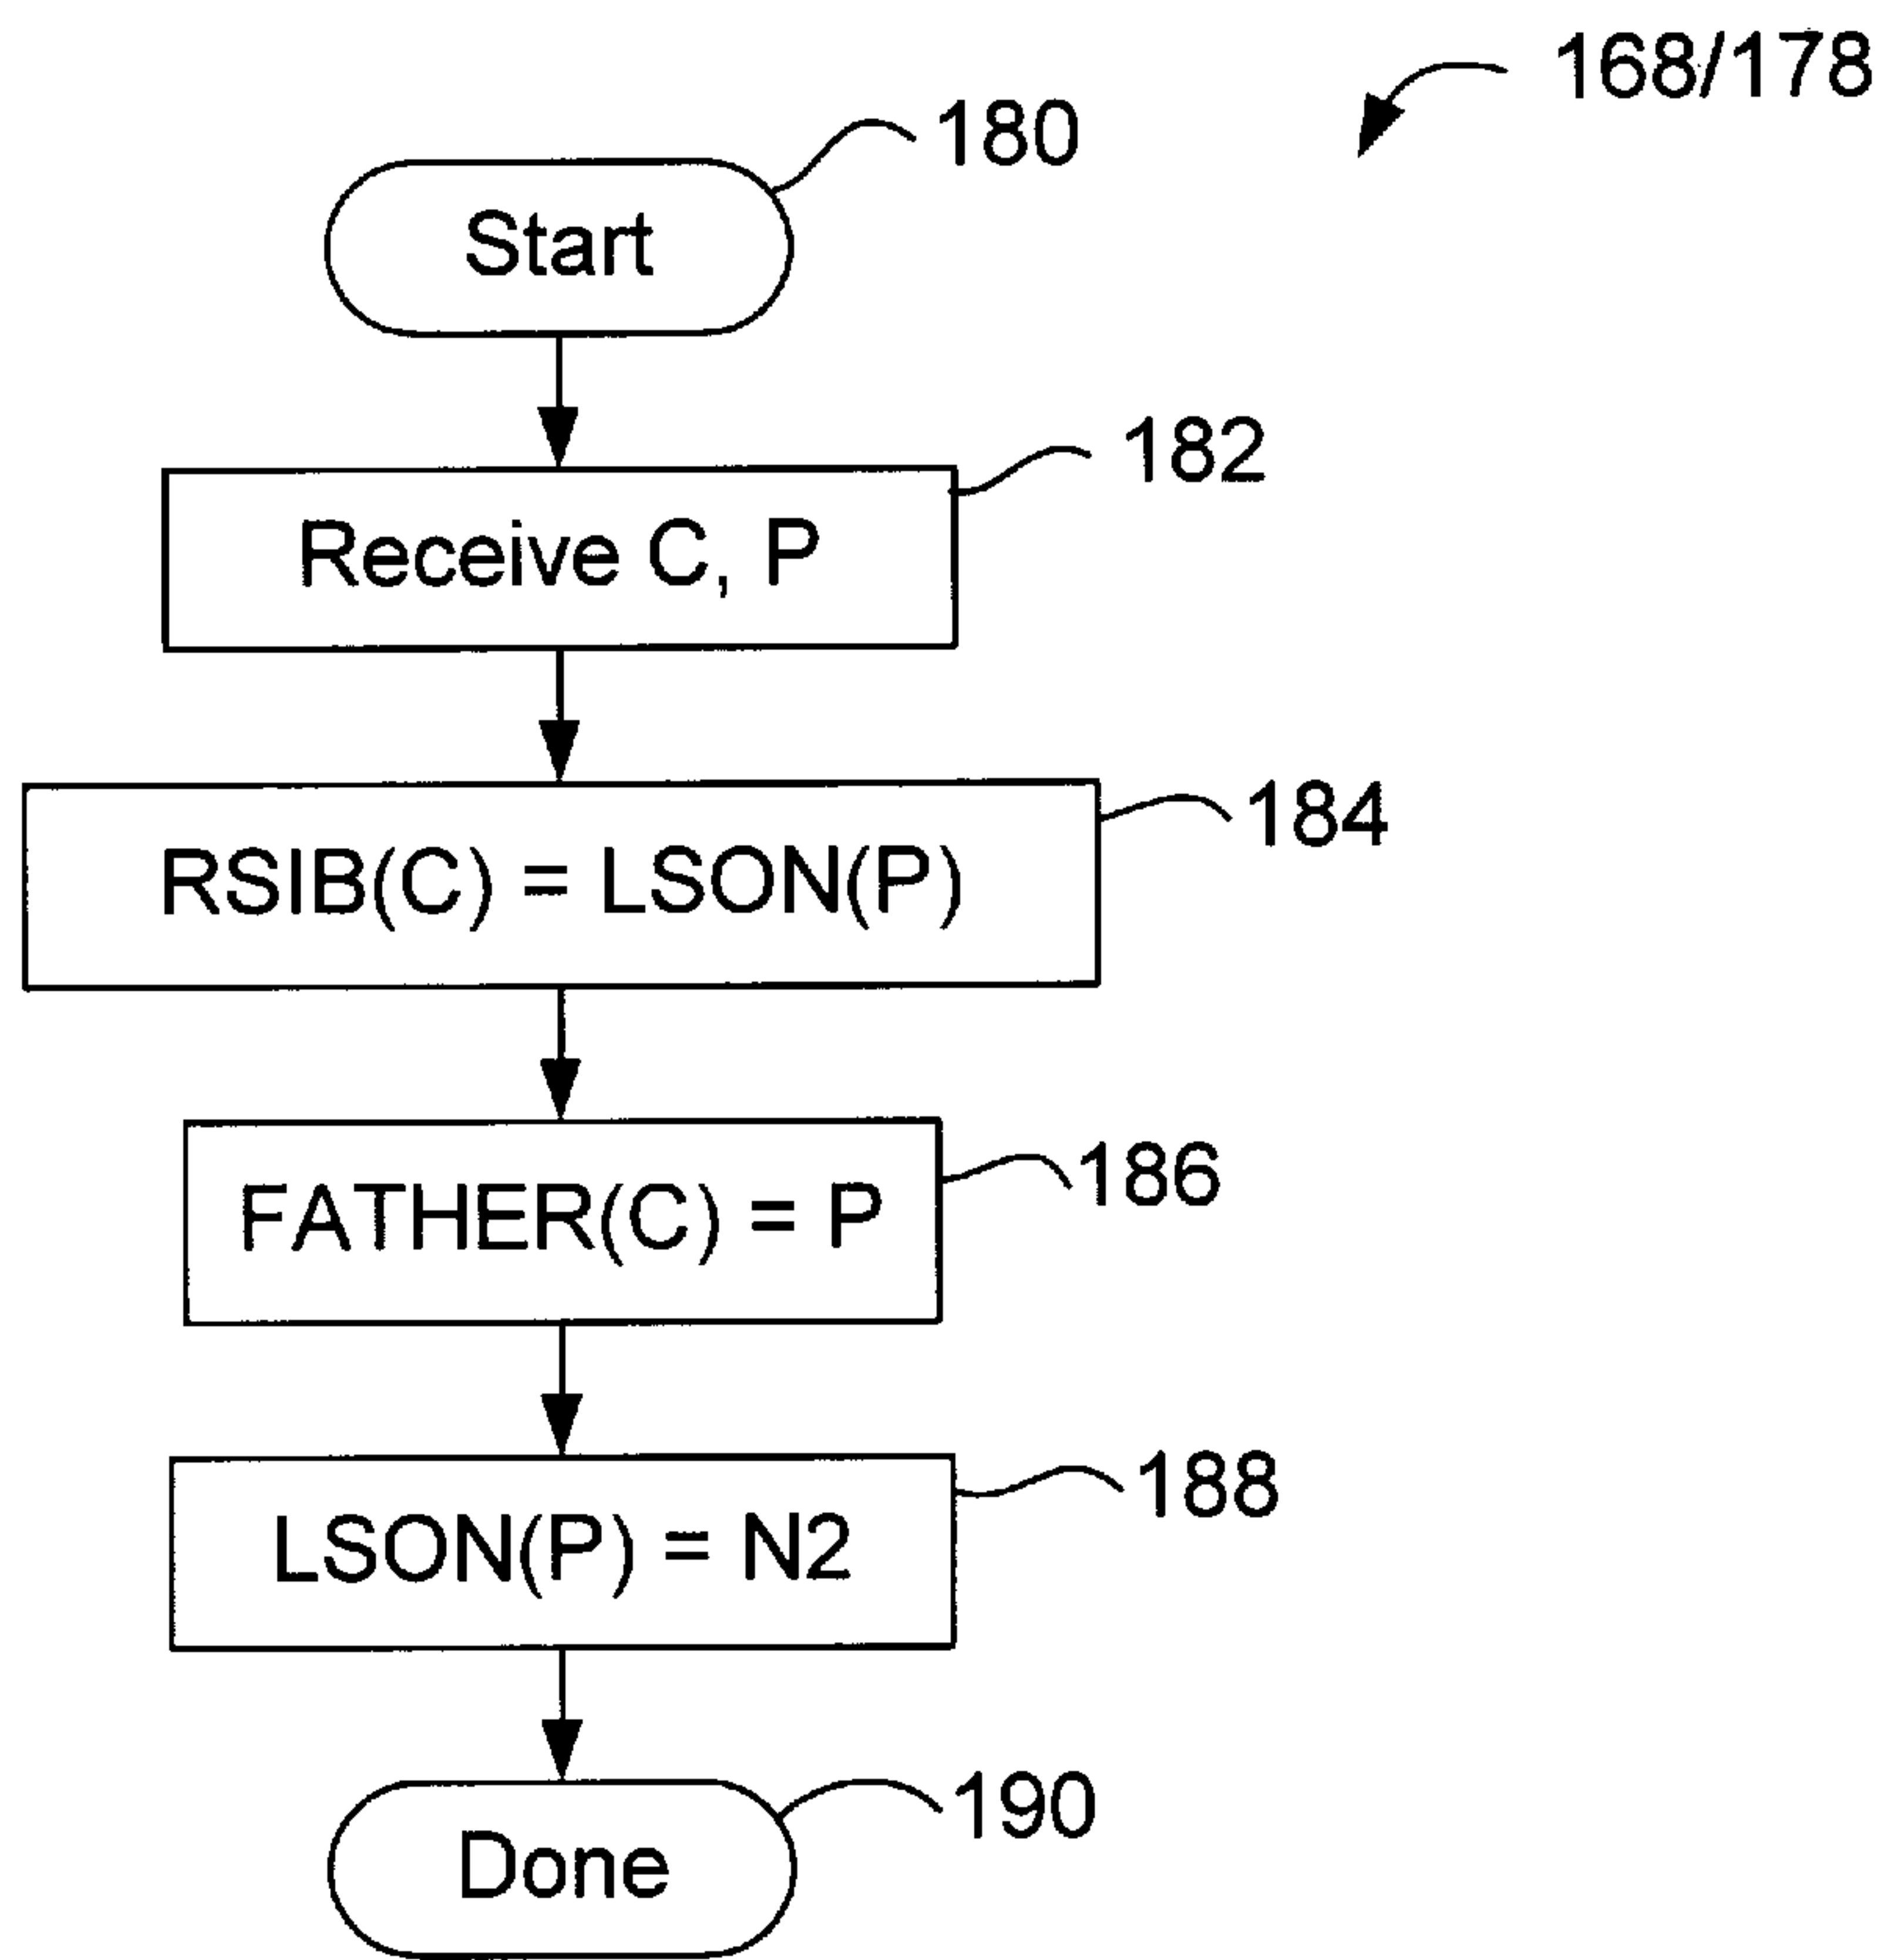 168/178
180
Start
182
Receive C, P
184
RSIB(C) = LSON(P)
186
FATHER(C) = P
188
LSON(P) = N2
190
Done